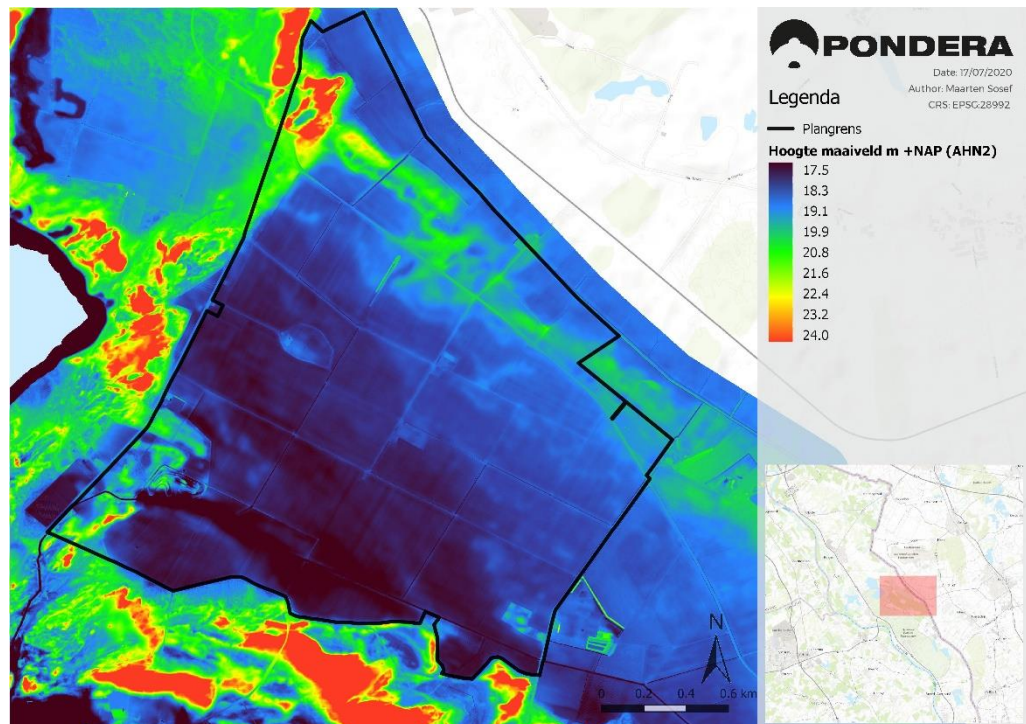 PONDERA
Date: 17/07/2020
Author: Maarten Sosef
CRS: EPSG:28992
Legenda
Plangrens
Hoogte maaiveld m +NAP (AHN2)
17.5
18.3
19.1
19.9
20.8
21.6
22.4
23.2
24.0
N
0 0.2 0.4 0.6 km